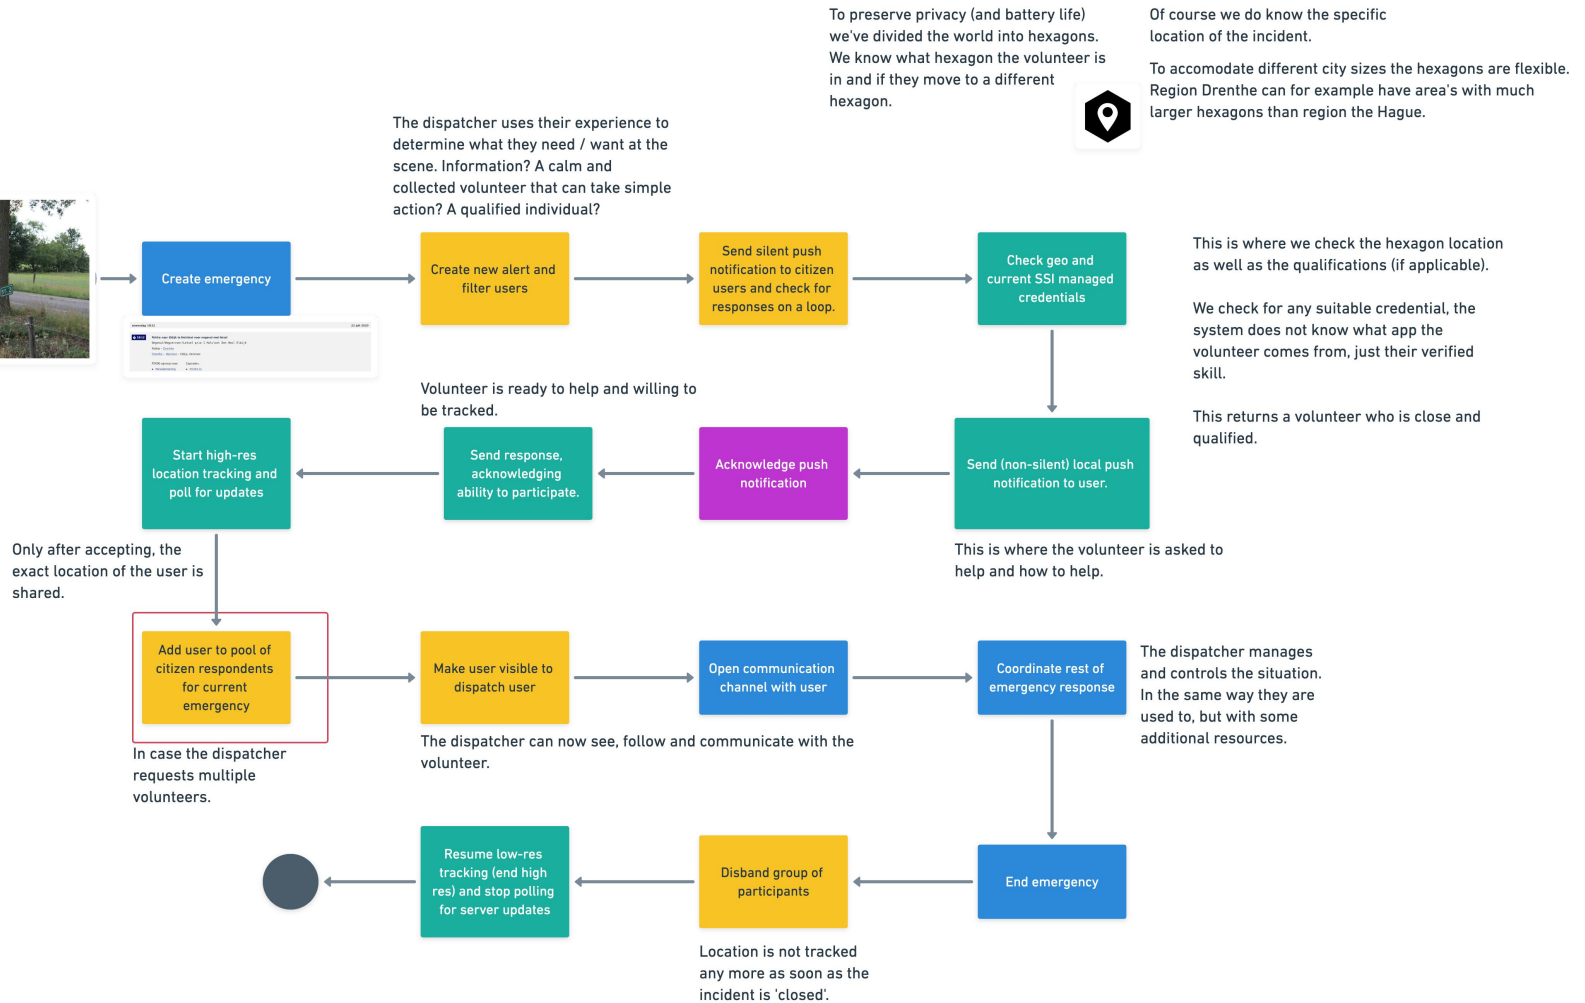 To preserve privacy (and battery life)
we've divided the world into hexagons.
We know what hexagon the volunteer is
in and if they move to a different
hexagon.
Of course we do know the specific
location of the incident.
To accomodate different city sizes the hexagons are flexible.
Region Drenthe can for example have area's with much
larger hexagons than region the Hague.
The dispatcher uses their experience to
determine what they need / want at the
scene. Information? A calm and
collected volunteer that can take simple
action? A qualified individual?
Create emergency
Create new alert and
filter users
Send silent push
notification to citizen
users and check for
responses on a loop.
Check geo and
current SSI managed
credentials
This is where we check the hexagon location
as well as the qualifications (if applicable).
We check for any suitable credential, the
system does not know what app the
volunteer comes from, just their verified
skill.
This returns a volunteer who is close and
qualified.
Volunteer is ready to help and willing to
be tracked.
Start high-res
location tracking and
poll for updates
Send response,
acknowledging
ability to participate.
Acknowledge push
notification
Send (non-silent) local push
notification to user.
Only after accepting, the
exact location of the user is
shared.
This is where the volunteer is asked to
help and how to help.
Add user to pool of
citizen respondents
for current
emergency
Make user visible to
dispatch user
Open communication
channel with user
Coordinate rest of
emergency response
The dispatcher manages
and controls the situation.
In the same way they are
used to, but with some
additional resources.
In case the dispatcher
requests multiple
volunteers.
The dispatcher can now see, follow and communicate with the
volunteer.
Resume low-res
tracking (end high
res) and stop polling
for server updates
Disband group of
participants
End emergency
Location is not tracked
any more as soon as the
incident is 'closed'.